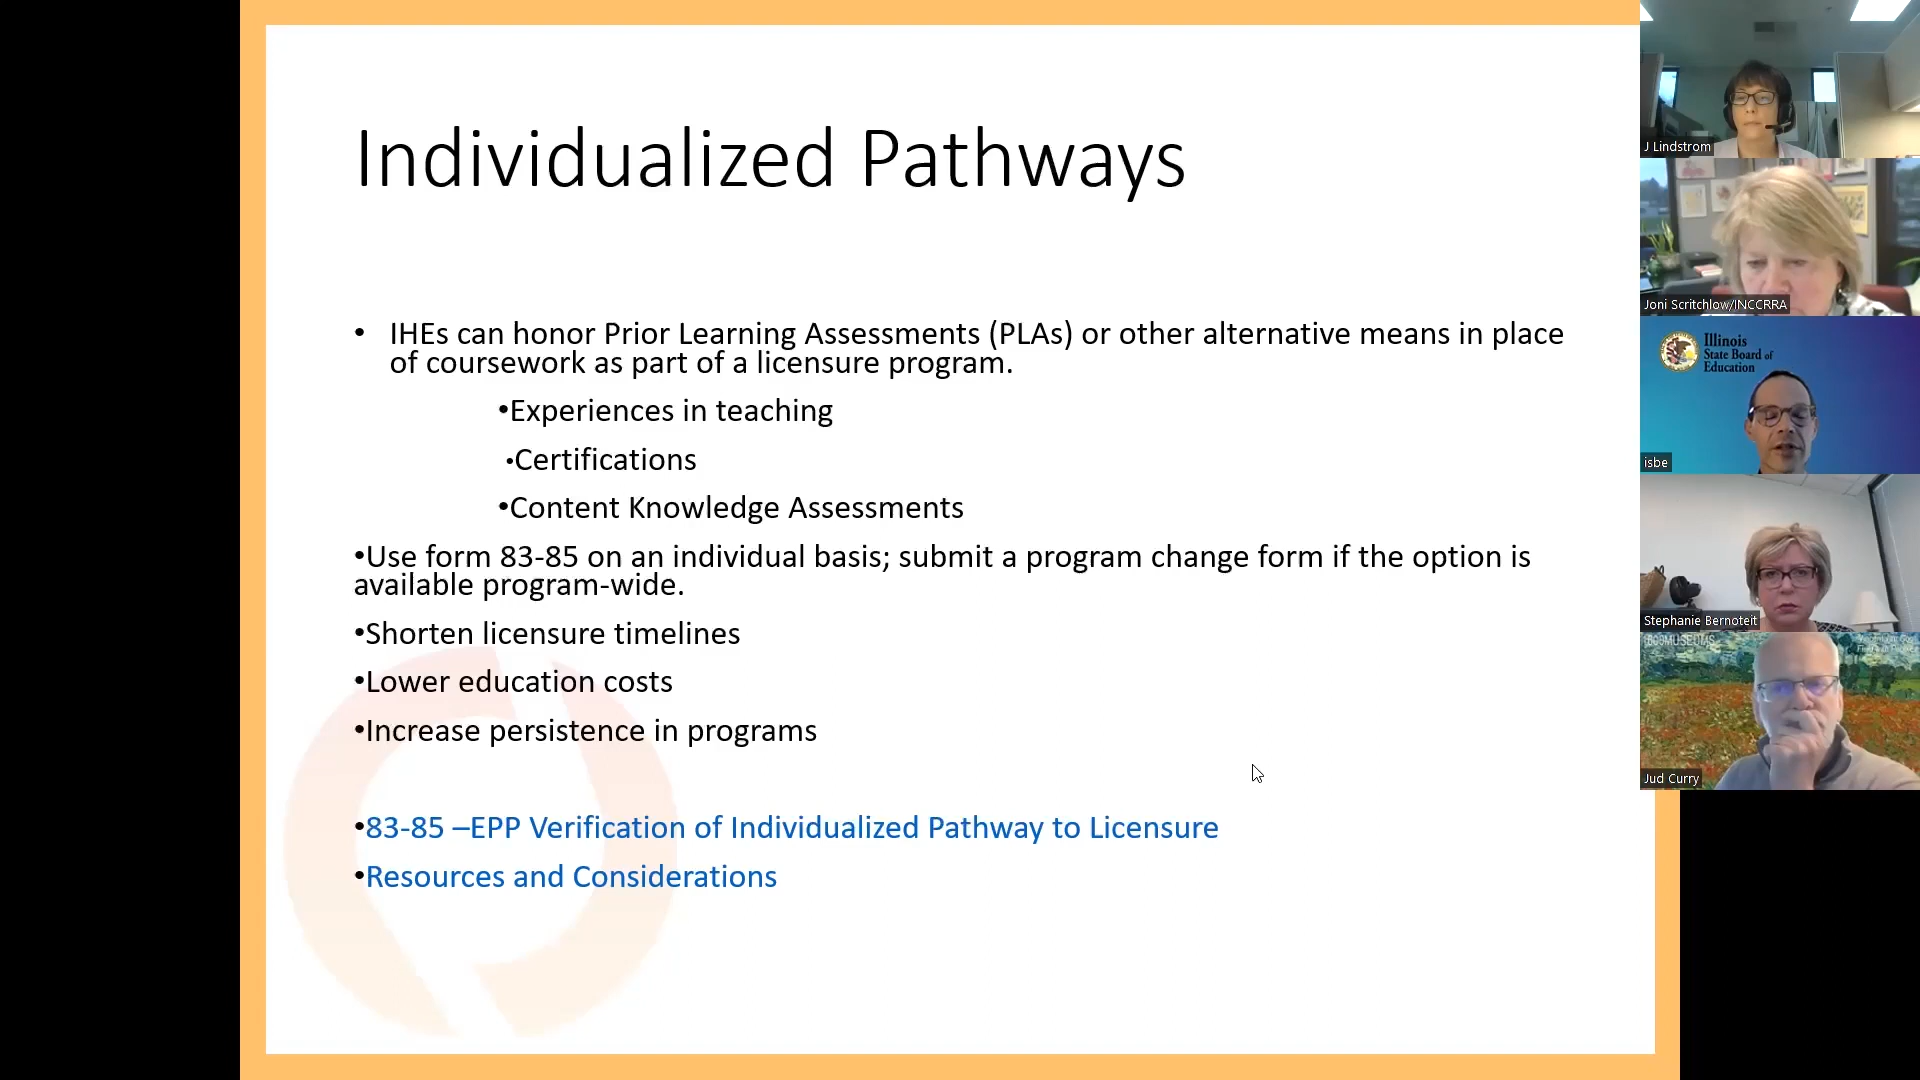 Individualized Pathways
• IHEs can honor Prior Learning Assessments (PLAs) or other alternative means in place
of coursework as part of a licensure program.
•Experiences in teaching
•Certifications
•Content Knowledge Assessments
•Use form 83-85 on an individual basis; submit a program change form if the option is
available program-wide.
•Shorten licensure timelines
•Lower education costs
•Increase persistence in programs
•83-85 –EPP Verification of Individualized Pathway to Licensure
•Resources and Considerations
J Lindstrom
Joni Scritchlow/INCCRRA
Illinois
State Board of
Education
isbe
Stephanie Bernoteit
Jud Curry